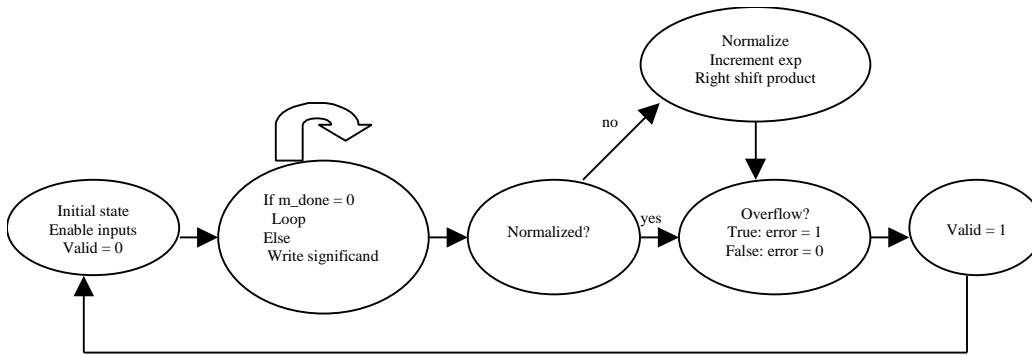 Initial state
Enable inputs
Valid = 0
If m_done = 0
Loop
Else
Write significand
Normalized?
no
Normalize
Increment exp
Right shift product
yes
Overflow?
True: error = 1
False: error = 0
Valid = 1